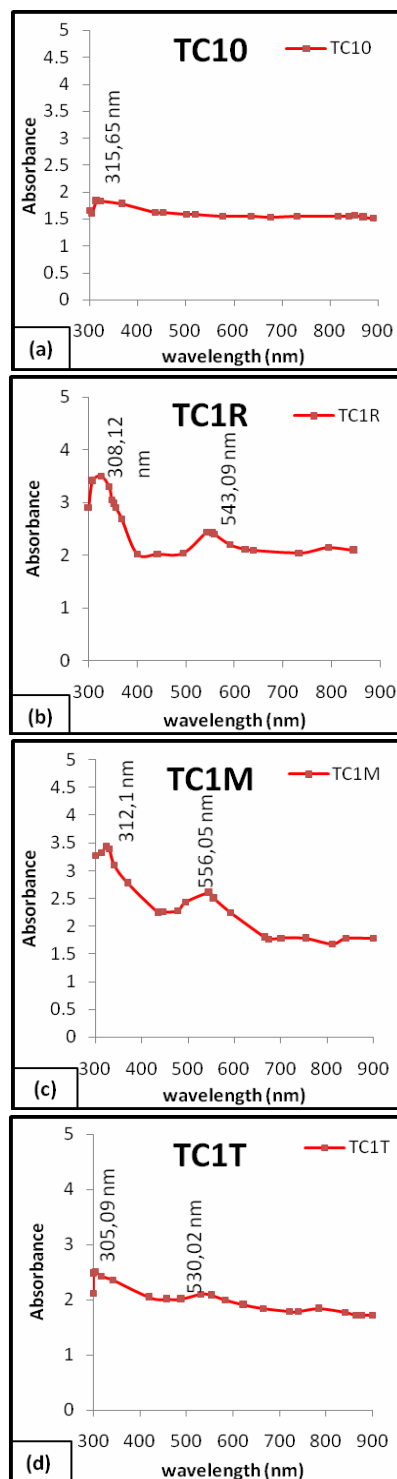 TC10
TC10
315,65 nm
Absorbance
5
4.5
4
3.5
3
2.5
2
1.5
1
0.5
0
300 400 500 600 700 800 900
wavelength (nm)
(a)
TC1R
TC1R
308,12
nm
543,09 nm
Absorbance
5
4
3
2
1
0
300 400 500 600 700 800 900
wavelength (nm)
(b)
TC1M
TC1M
312,1 nm
556,05 nm
Absorbance
5
4.5
4
3.5
3
2.5
2
1.5
1
0.5
0
300 400 500 600 700 800 900
wavelength (nm)
(c)
TC1T
TC1T
305,09 nm
530,02 nm
Absorbance
5
4
3
2
1
0
300 400 500 600 700 800 900
wavelength (nm)
(d)